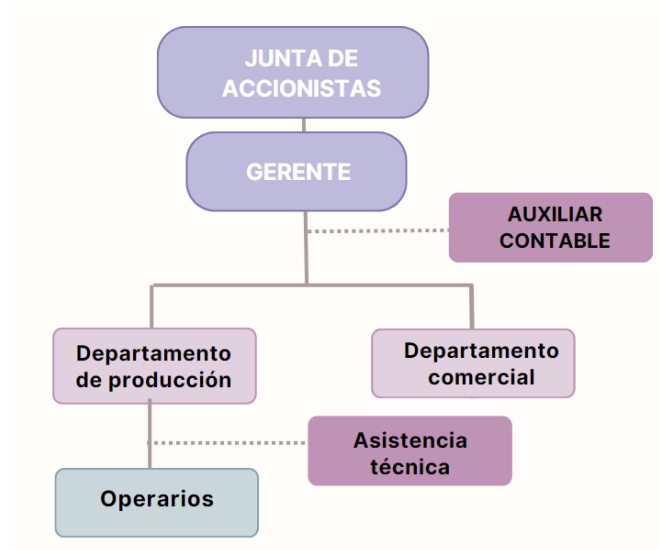 JUNTA DE
ACCIONISTAS
GERENTE
AUXILIAR
CONTABLE
Departamento
de producción
Departamento
comercial
Asistencia
técnica
Operarios